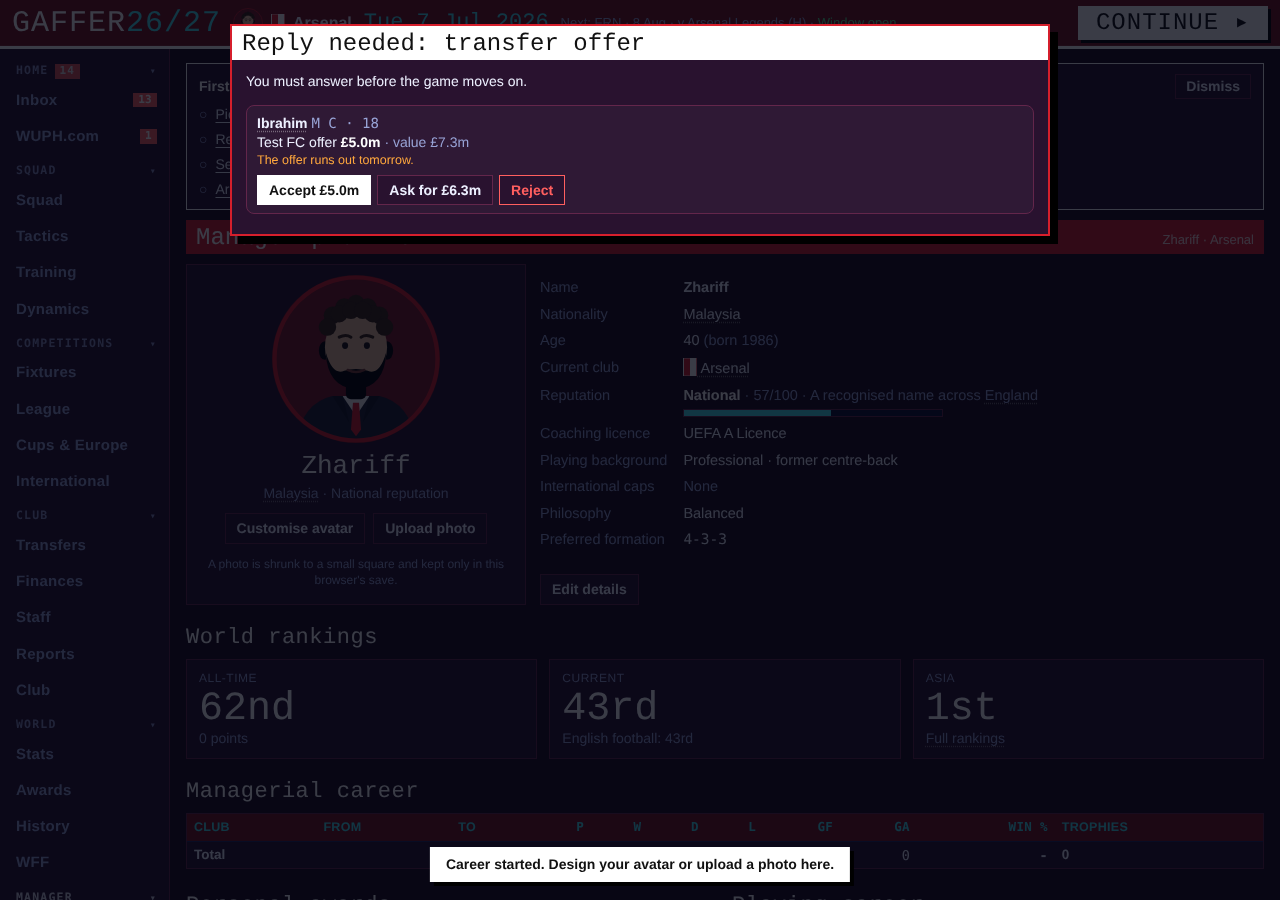 GAFFER26/27
Arsenal Tue 7 Jul 2026 Next: FRN · 8 Aug · v Arsenal Legends (H) · Window open
CONTINUE ▸
Reply needed: transfer offer
You must answer before the game moves on.
Ibrahim M C · 18
Test FC offer £5.0m · value £7.3m
The offer runs out tomorrow.
Accept £5.0m
Ask for £6.3m
Reject
Dismiss
HOME 14
Inbox 13
WUPH.com 1
SQUAD
Squad
Tactics
Training
Dynamics
COMPETITIONS
Fixtures
League
Cups & Europe
International
CLUB
Transfers
Finances
Staff
Reports
Club
WORLD
Stats
Awards
History
WFF
MANAGER
Zhariff · Arsenal
Zhariff
Malaysia · National reputation
Customise avatar
Upload photo
A photo is shrunk to a small square and kept only in this
browser's save.
Name Zhariff
Nationality Malaysia
Age 40 (born 1986)
Current club Arsenal
Reputation National · 57/100 · A recognised name across England
Coaching licence UEFA A Licence
Playing background Professional · former centre-back
International caps None
Philosophy Balanced
Preferred formation 4-3-3
Edit details
World rankings
ALL-TIME
62nd
0 points
CURRENT
43rd
English football: 43rd
ASIA
1st
Full rankings
Managerial career
CLUB FROM TO P W D L GF GA WIN % TROPHIES
Total 0 - 0
Career started. Design your avatar or upload a photo here.